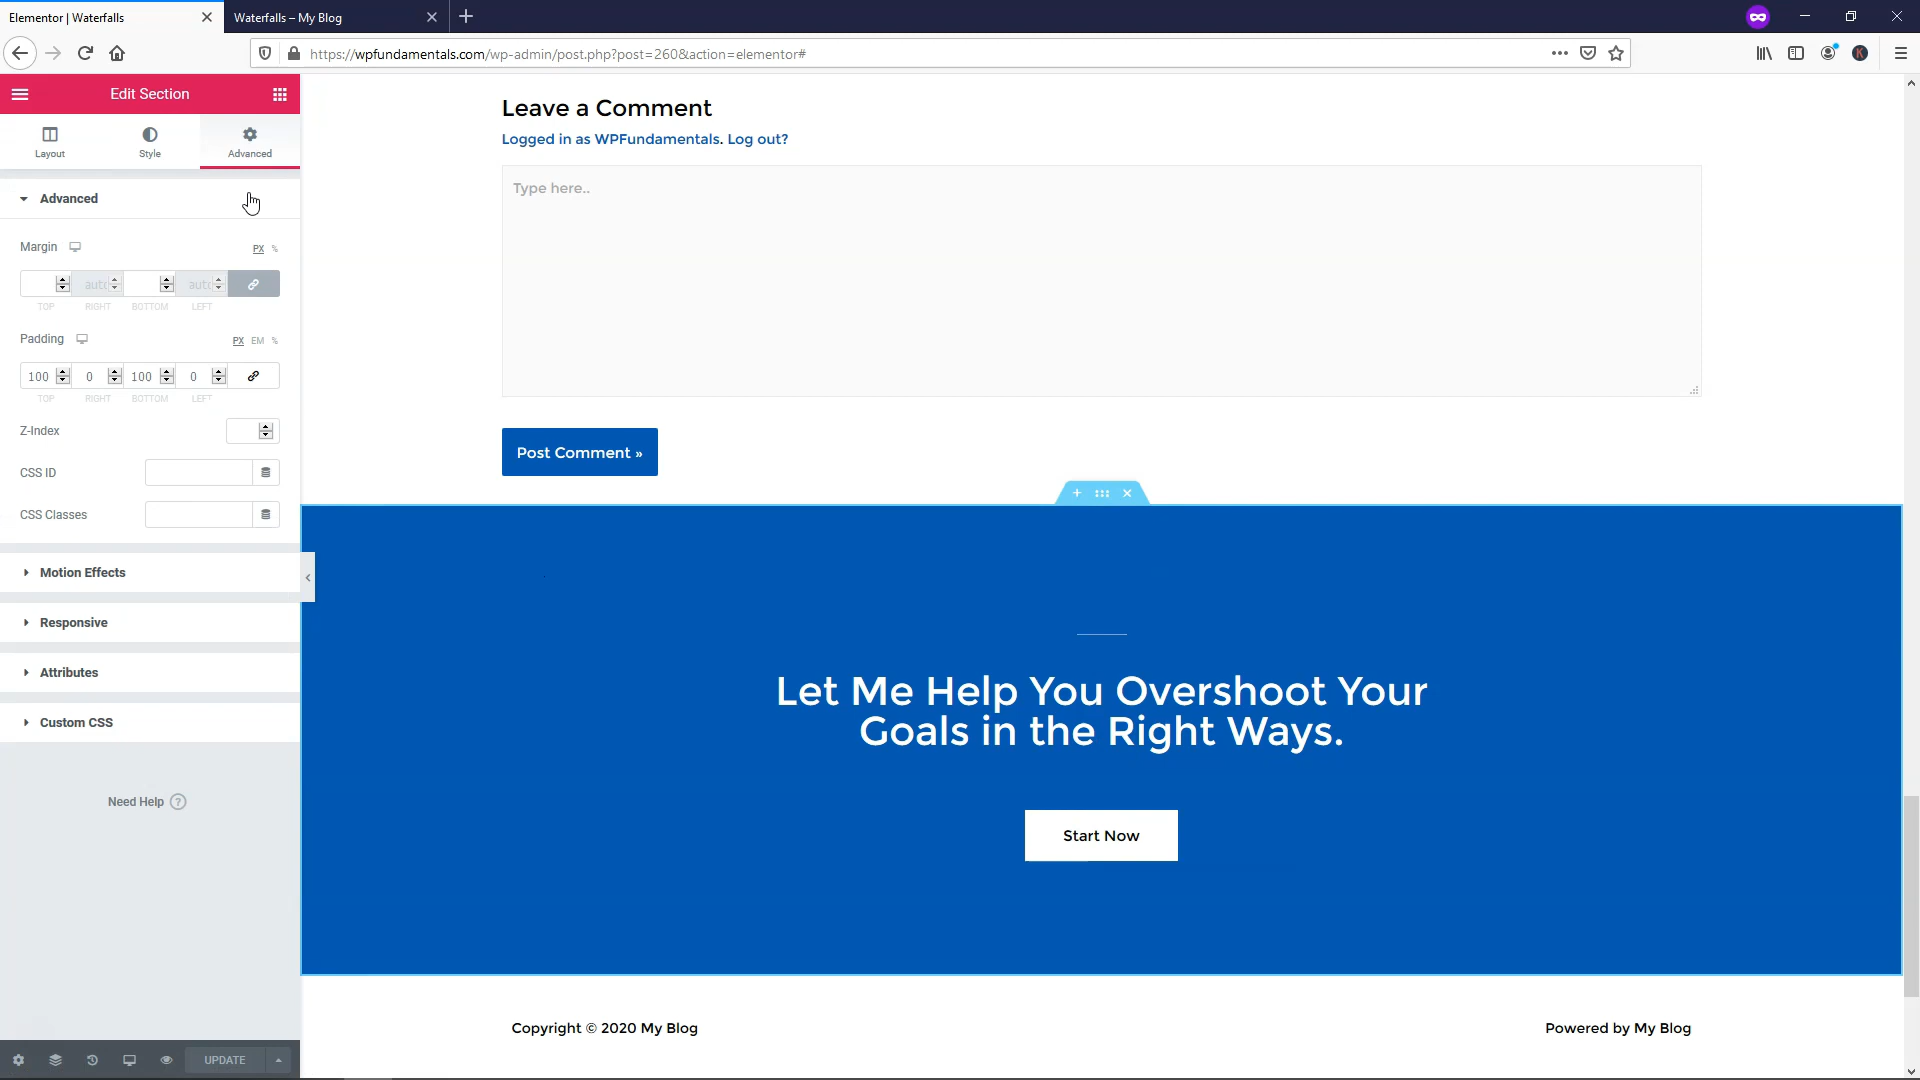 Elementor | Waterfalls
Waterfalls – My Blog
https://wpfundamentals.com/wp-admin/post.php?post=260&action=elementor#
Edit Section
Layout
Style
Advanced
Advanced
Margin
PX %
auto auto
TOP RIGHT BOTTOM LEFT
Padding
PX EM %
100 0 100 0
TOP RIGHT BOTTOM LEFT
Z-Index
CSS ID
CSS Classes
Motion Effects
Responsive
Attributes
Custom CSS
Need Help ?
UPDATE
Leave a Comment
Logged in as WPFundamentals. Log out?
Type here..
Post Comment »
Let Me Help You Overshoot Your
Goals in the Right Ways.
Start Now
Copyright © 2020 My Blog
Powered by My Blog
K